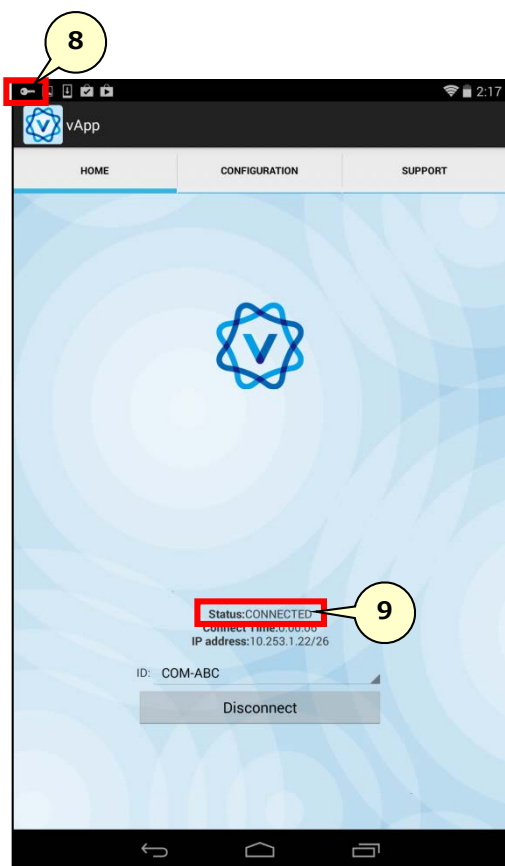 8
2:17
vApp
HOME CONFIGURATION SUPPORT
V
Status:CONNECTED
9
Connect Time:0:00:06
IP address:10.253.1.22/26
ID: COM-ABC
Disconnect